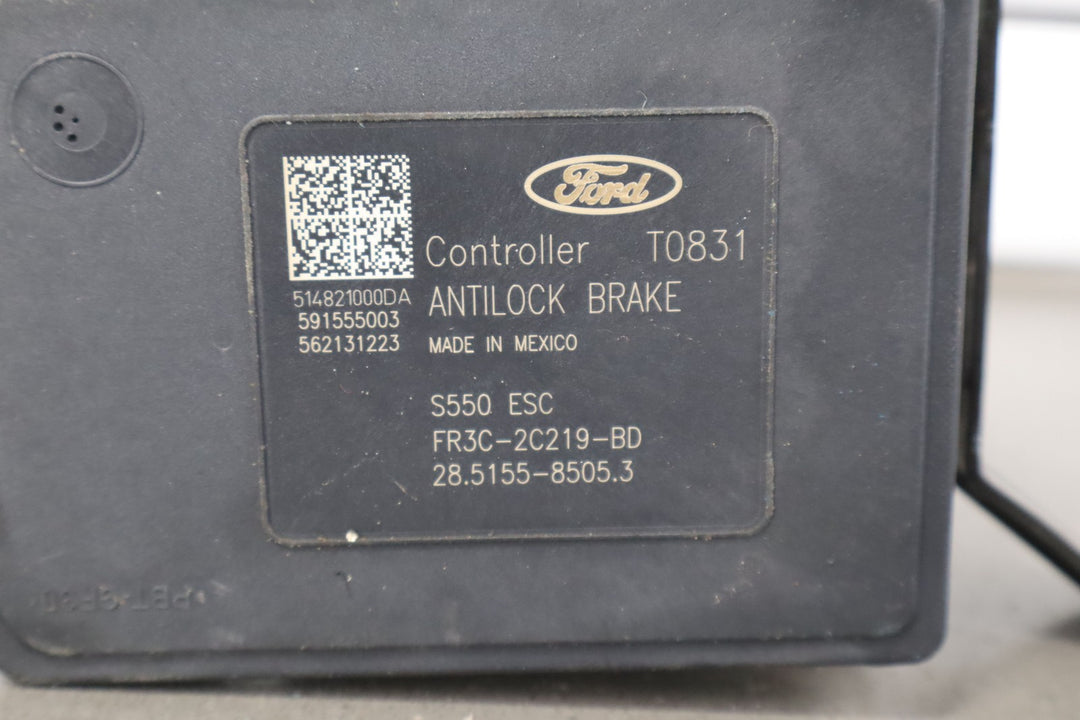 Ford
Controller T0831
514821000DA
ANTILOCK BRAKE
591555003
562131223
MADE IN MEXICO
S550 ESC
FR3C-2C219-BD
28.5155-8505.3